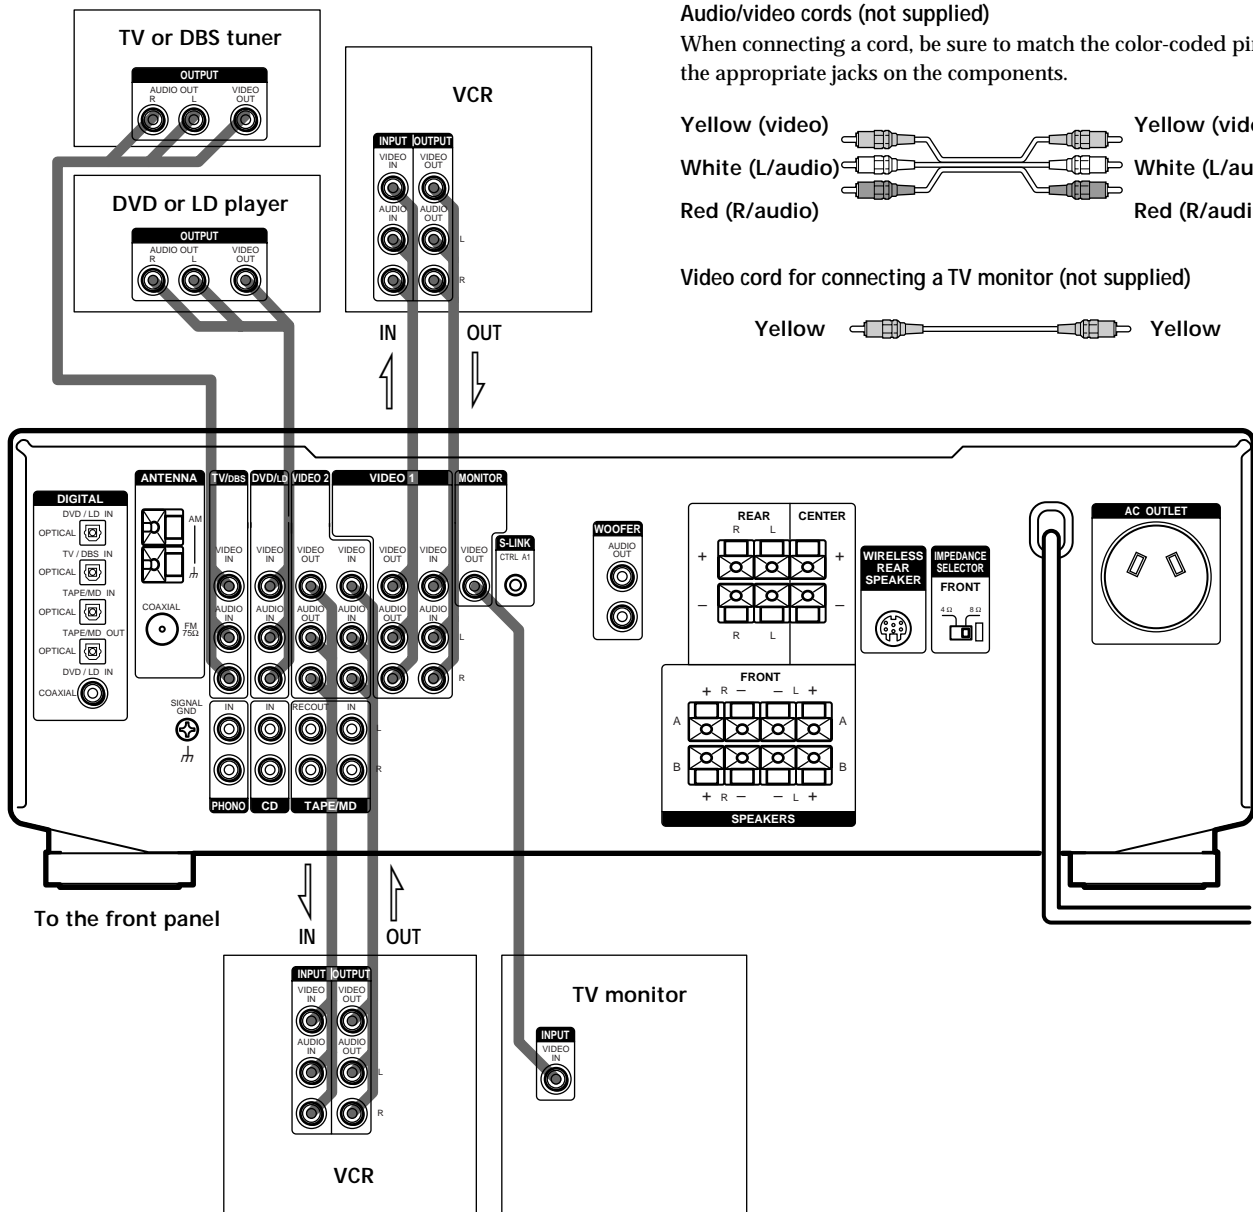 TV or DBS tuner
OUTPUT
AUDIO OUT
R L
VIDEO
OUT
DVD or LD player
OUTPUT
AUDIO OUT
R L
VIDEO
OUT
VCR
INPUT OUTPUT
VIDEO
IN
VIDEO
OUT
AUDIO
IN
AUDIO
OUT
L
R
IN OUT
Audio/video cords (not supplied)
When connecting a cord, be sure to match the color-coded
the appropriate jacks on the components.
Yellow (video)
White (L/audio)
Red (R/audio)
Yellow
White
Red
Video cord for connecting a TV monitor (not supplied)
Yellow Yellow
DIGITAL
DVD / LD IN
OPTICAL
TV / DBS IN
OPTICAL
TAPE/MD IN
OPTICAL
TAPE/MD OUT
OPTICAL
DVD / LD IN
COAXIAL
ANTENNA
AM
COAXIAL
FM
75Ω
SIGNAL
GND
TV/DBS DVD/LD VIDEO 2 VIDEO 1 MONITOR
VIDEO
IN
VIDEO
IN
VIDEO
OUT
VIDEO
IN
VIDEO
OUT
VIDEO
IN
VIDEO
OUT
AUDIO
IN
AUDIO
IN
AUDIO
OUT
AUDIO
IN
AUDIO
OUT
AUDIO
IN
L
R
IN IN REC OUT IN
L
R
PHONO CD TAPE/MD
S-LINK
CTRL A1
WOOFER
AUDIO
OUT
REAR CENTER
R L
+ +
– –
R L
FRONT
+ R – – L +
A A
B B
+ R – – L +
SPEAKERS
WIRELESS
REAR
SPEAKER
IMPEDANCE
SELECTOR
FRONT
4 Ω 8 Ω
AC OUTLET
To the front panel
IN OUT
INPUT OUTPUT
VIDEO
IN
VIDEO
OUT
AUDIO
IN
AUDIO
OUT
L
R
VCR
TV monitor
INPUT
VIDEO
IN